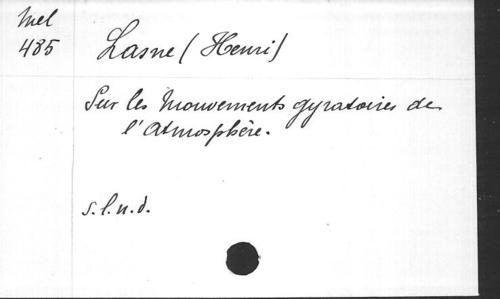 Mel
485
Lasne (Henri)
Sur les Mouvements gyratoires de
l'Atmosphère.
s.l.n.d.